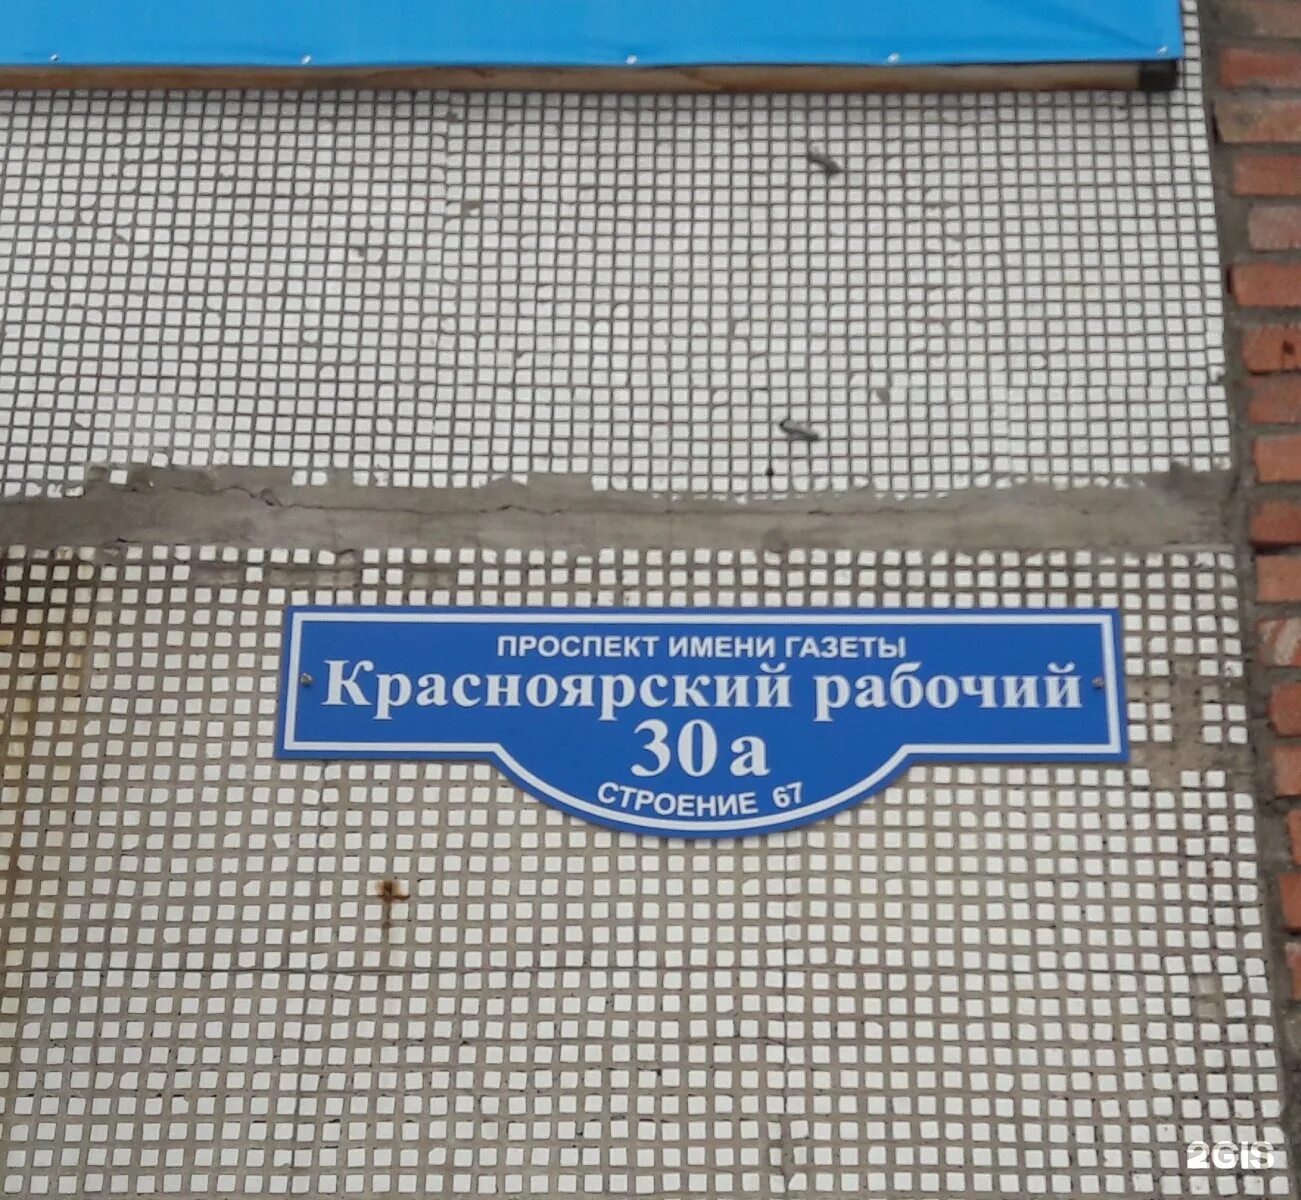 ПРОСПЕКТ ИМЕНИ ГАЗЕТЫ
Красноярский рабочий
30а
СТРОЕНИЕ 67
2GIS